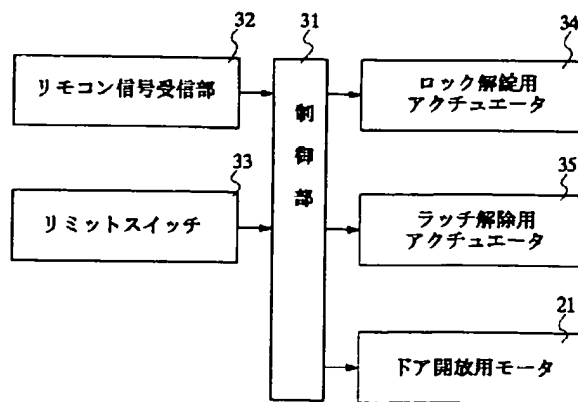 32
31
34
リモコン信号受信部
制御部
ロック解錠用
アクチュエータ
33
35
リミットスイッチ
ラッチ解除用
アクチュエータ
21
ドア開放用モータ